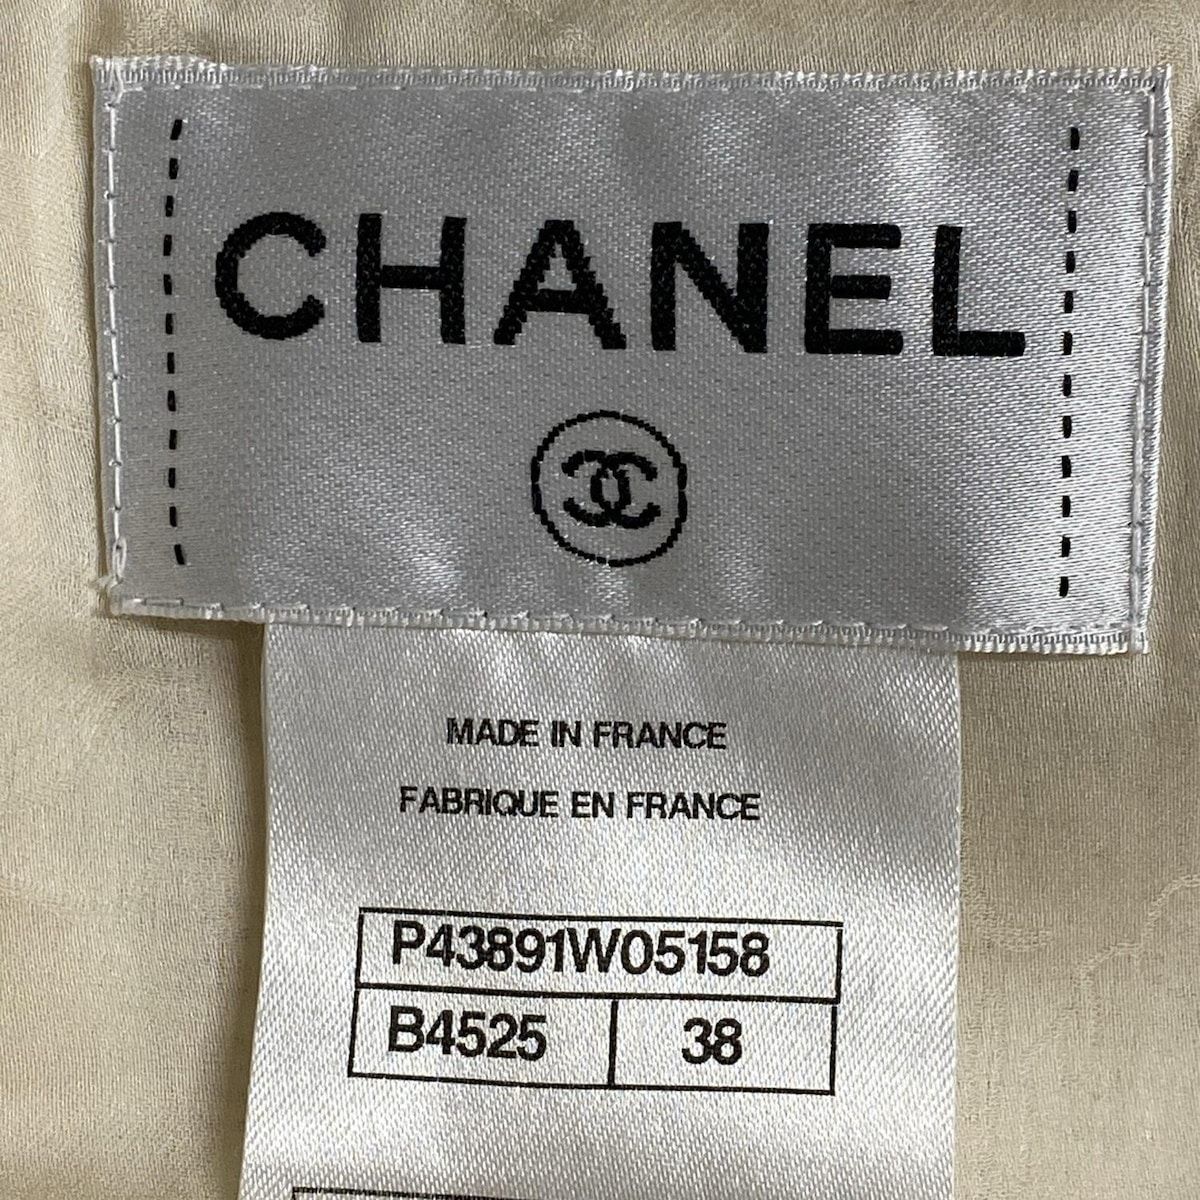 CHANEL
MADE IN FRANCE
FABRIQUE EN FRANCE
P43891W05158
B4525 38